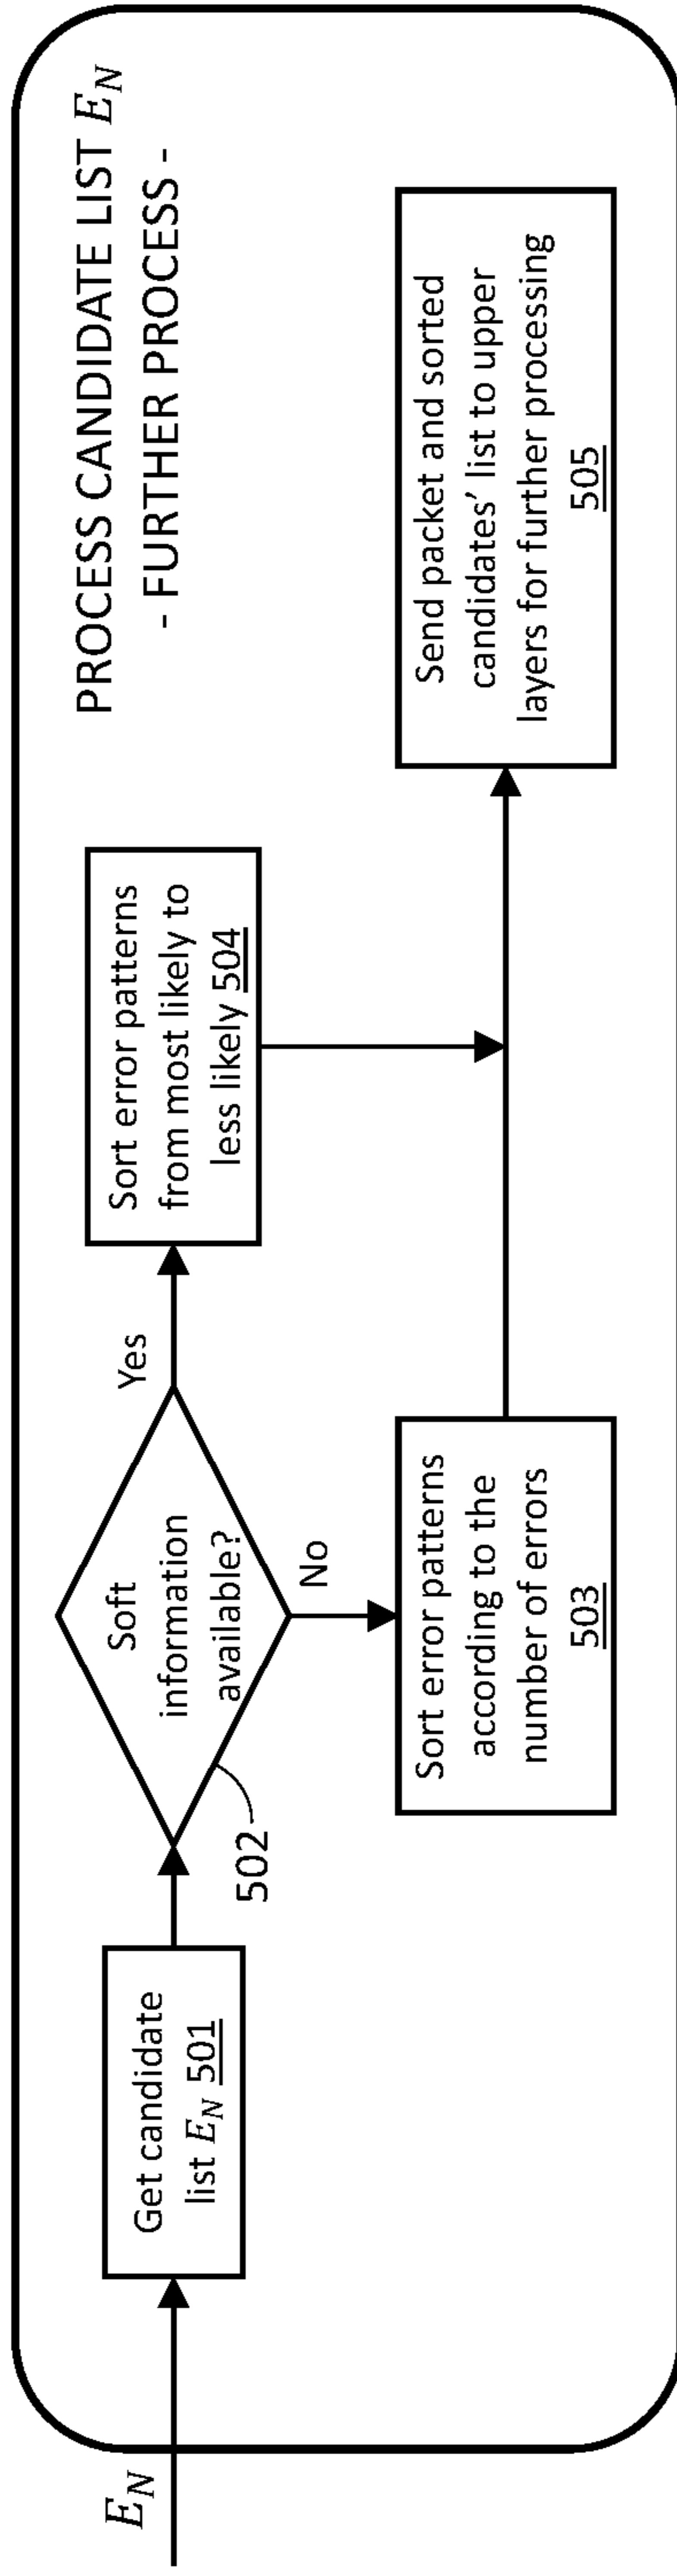 PROCESS CANDIDATE LIST E_N
- FURTHER PROCESS -
E_N
Get candidate
list E_N 501
Soft
information
available?
502
Yes
No
Sort error patterns
from most likely to
less likely 504
Sort error patterns
according to the
number of errors
503
Send packet and sorted
candidates' list to upper
layers for further processing
505